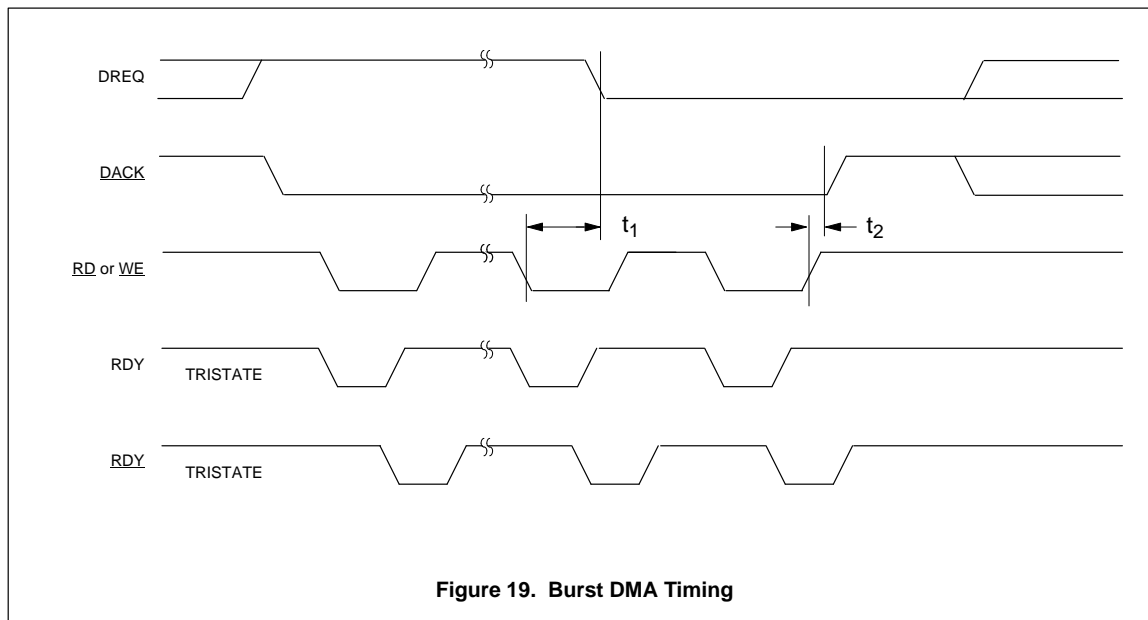 DREQ
DACK
t1
t2
RD or WE
RDY
TRISTATE
RDY
TRISTATE
Figure 19. Burst DMA Timing